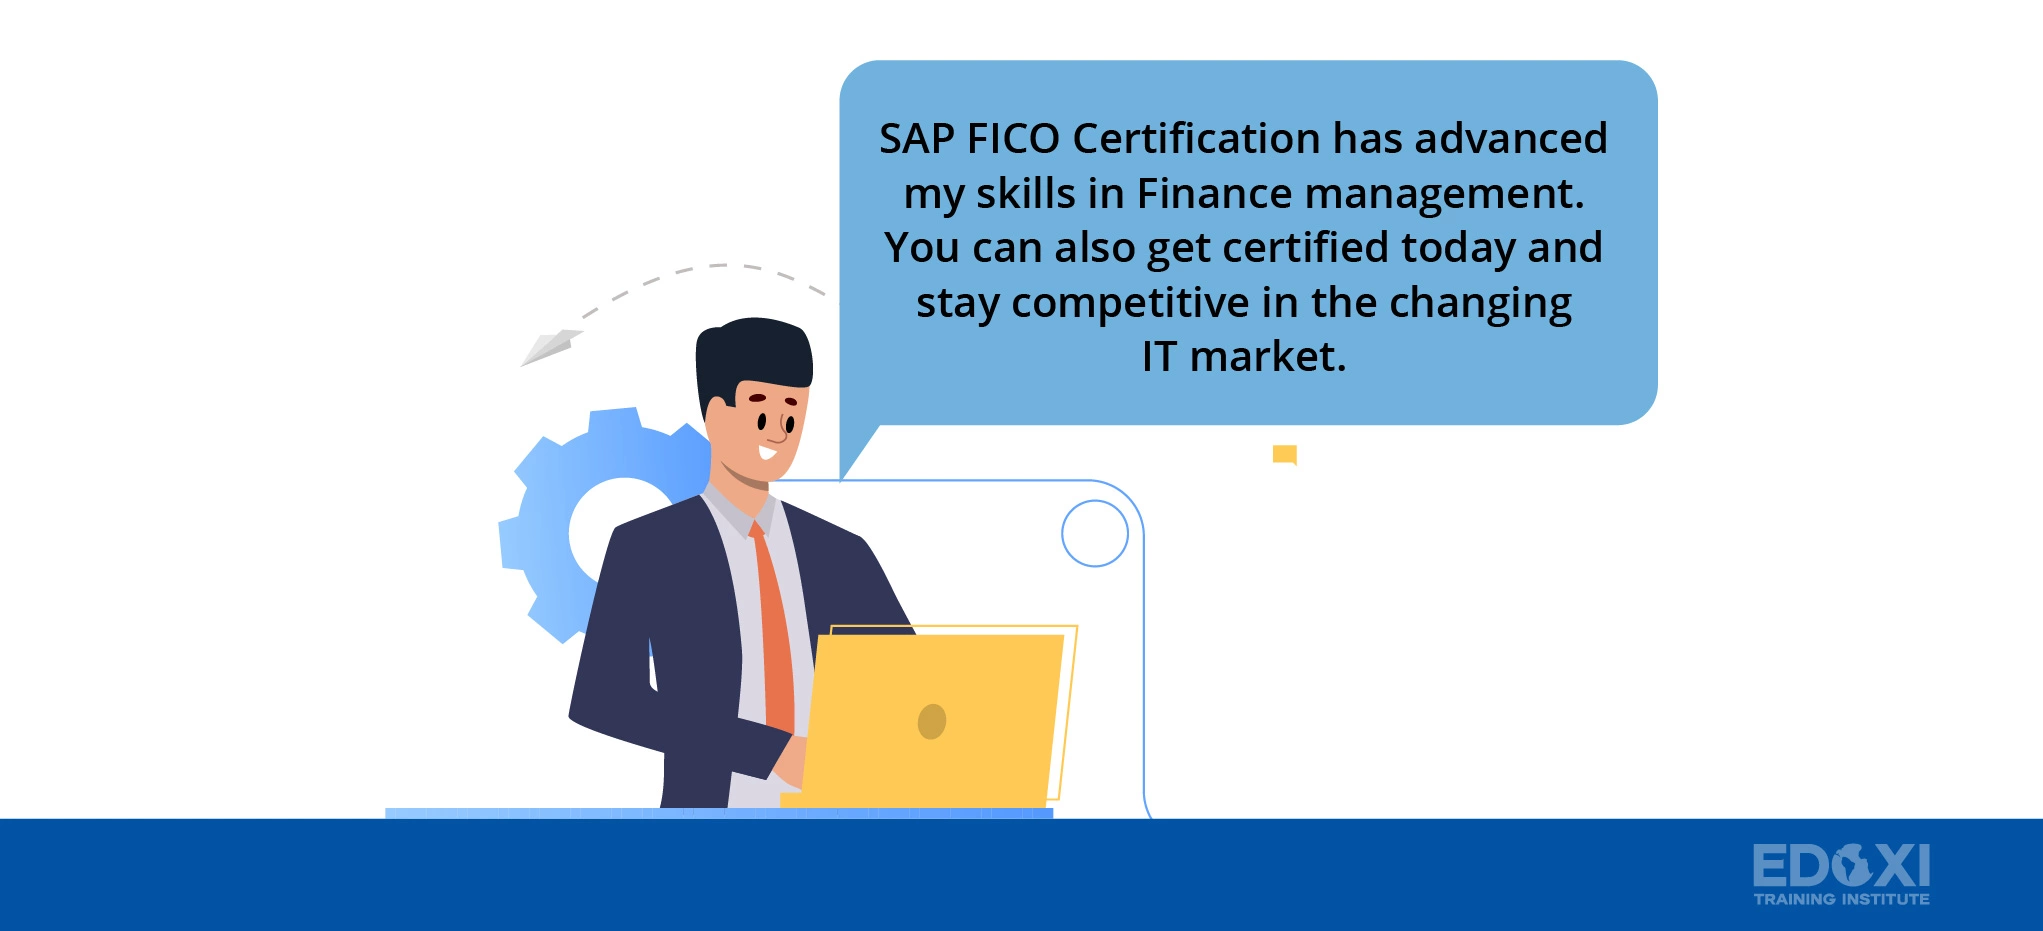 SAP FICO Certification has advanced
my skills in Finance management.
You can also get certified today and
stay competitive in the changing
IT market.
EDOXI
TRAINING INSTITUTE